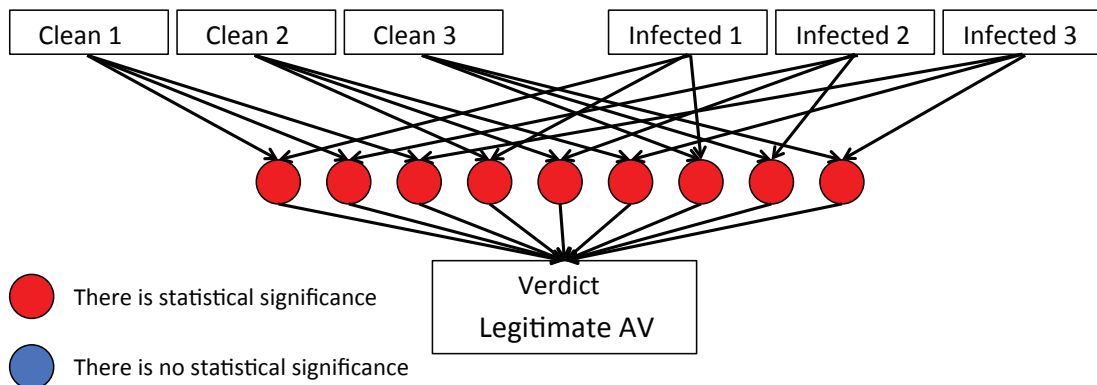 Clean 1
Clean 2
Clean 3
Infected 1
Infected 2
Infected 3
Verdict
Legitimate AV
There is statistical significance
There is no statistical significance